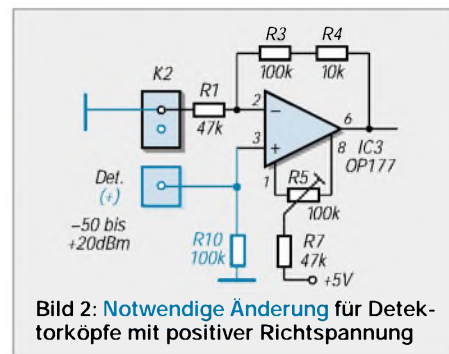 R3
R4
K2
100k
10k
R1
47k
2
−
6
3
+
8
IC3
OP177
Det.
(+)
1
R5
100k
−50 bis
+20dBm
R10
100k
R7
47k
+5V
Bild 2: Notwendige Änderung für Detek-
torköpfe mit positiver Richtspannung